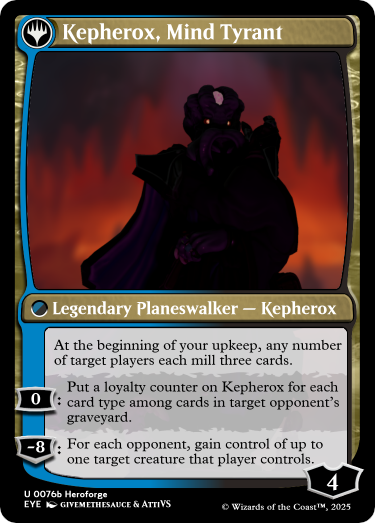 Kepherox, Mind Tyrant
Legendary Planeswalker — Kepherox
At the beginning of your upkeep, any number
of target players each mill three cards.
0: Put a loyalty counter on Kepherox for each
card type among cards in target opponent's
graveyard.
-8: For each opponent, gain control of up to
one target creature that player controls.
4
U 0076b Heroforge
EYE GIVEMETHESAUCE & ATTIVS
© Wizards of the Coast™, 2025